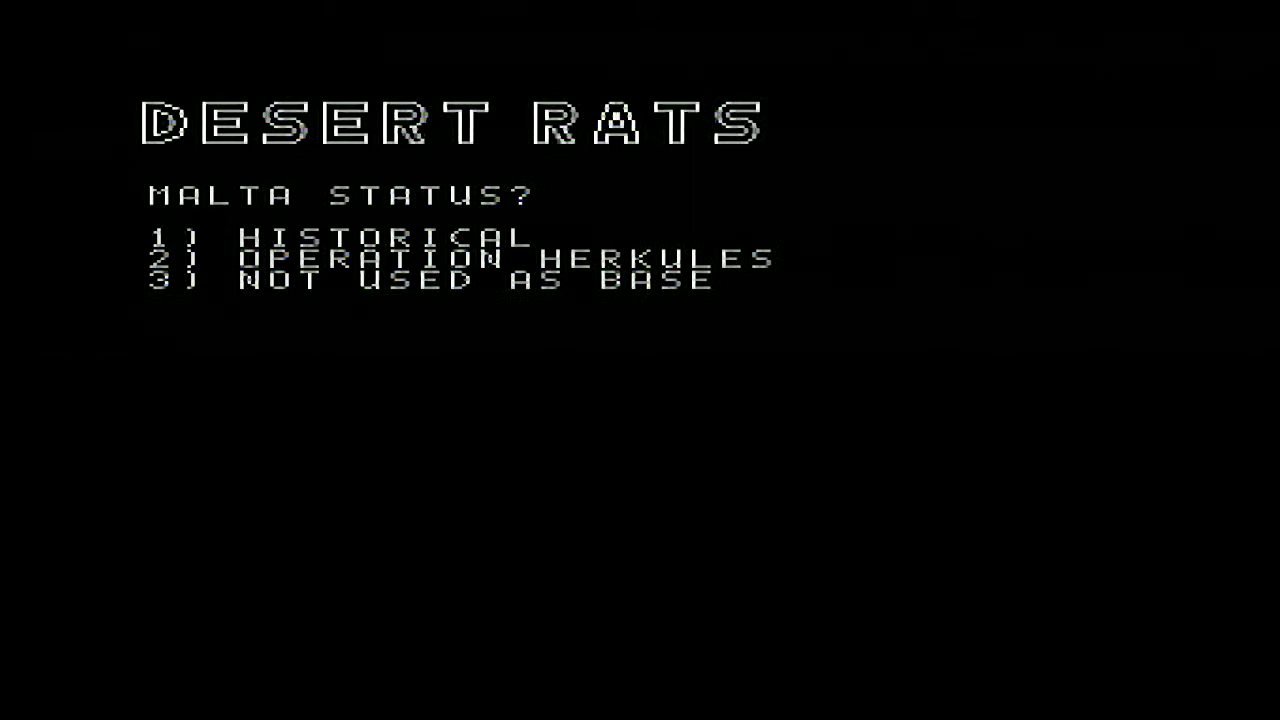 DESERT RATS
MALTA STATUS?
1) HISTORICAL
2) OPERATION HERKULES
3) NOT USED AS BASE